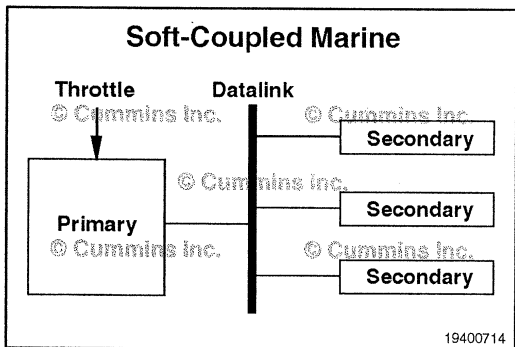 Soft-Coupled Marine
Throttle Datalink
© Cummins Inc. © Cummins Inc.
Secondary
© Cummins Inc.
Primary
Secondary
© Cummins Inc. © Cummins Inc.
Secondary
19400714